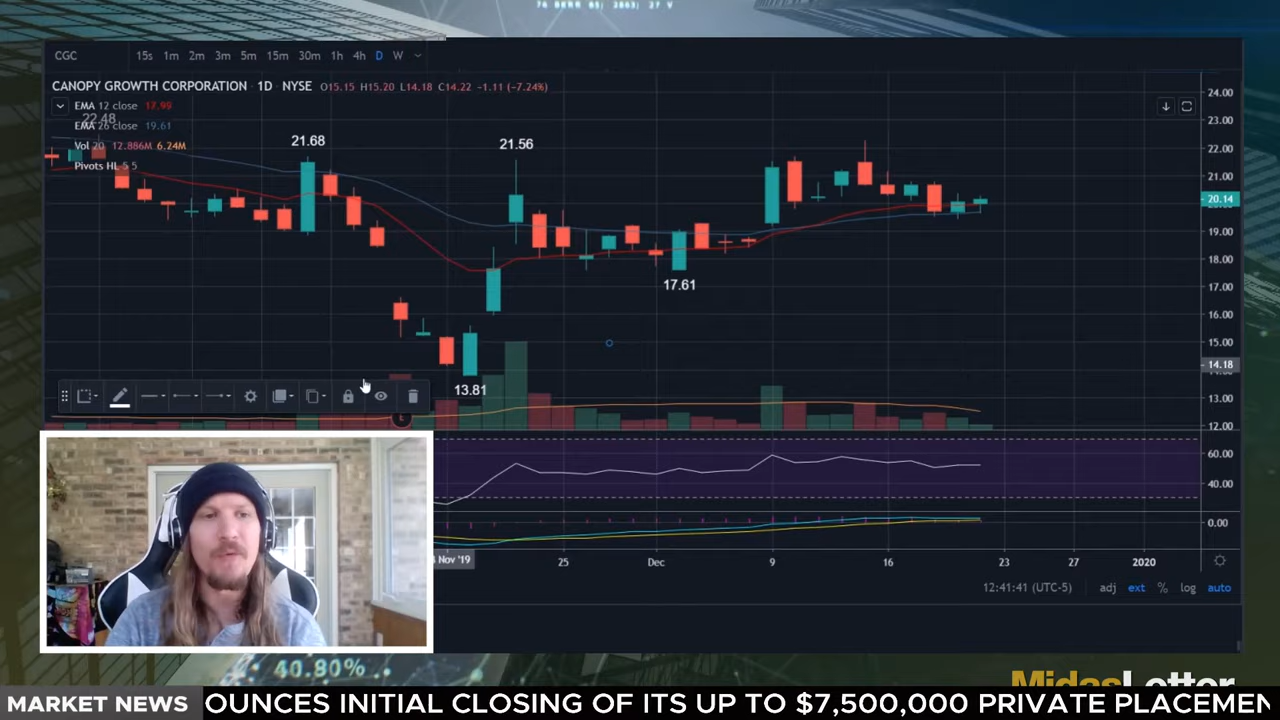 CGC 15s 1m 2m 3m 5m 15m 30m 1h 4h D W
CANOPY GROWTH CORPORATION · 1D · NYSE O15.15 H15.20 L14.18 C14.22 −1.11 (−7.24%)
EMA 12 close 17.99
22.48
EMA 26 close 19.61
Vol 20 12.886M 6.24M
Pivots HL 5 5
21.68
21.56
17.61
13.81
24.00
23.00
22.00
21.00
20.14
19.00
18.00
17.00
16.00
15.00
14.18
13.00
12.00
60.00
40.00
0.00
Nov '19 25 Dec 9 16 23 27 2020
12:41:41 (UTC-5) adj ext % log auto
40.80%
MidasLetter
MARKET NEWS OUNCES INITIAL CLOSING OF ITS UP TO $7,500,000 PRIVATE PLACEMEN